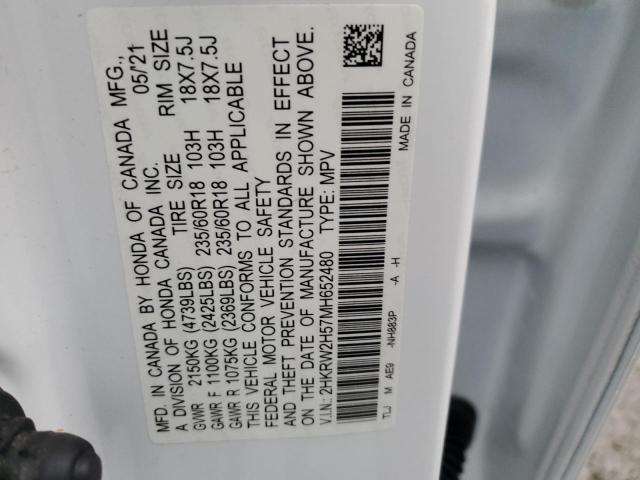 MFD. IN CANADA BY HONDA OF CANADA MFG.,
A DIVISION OF HONDA CANADA INC. 05/'21
TIRE SIZE RIM SIZE
GVWR 2150KG (4739LBS)
GAWR F 1100KG (2425LBS) 235/60R18 103H 18X7.5J
GAWR R 1075KG (2369LBS) 235/60R18 103H 18X7.5J
THIS VEHICLE CONFORMS TO ALL APPLICABLE
FEDERAL MOTOR VEHICLE SAFETY
AND THEFT PREVENTION STANDARDS IN EFFECT
ON THE DATE OF MANUFACTURE SHOWN ABOVE.
V.I.N.: 2HKRW2H57MH652480 TYPE: MPV
TLJ M AE9 -NH883P -A -H MADE IN CANADA